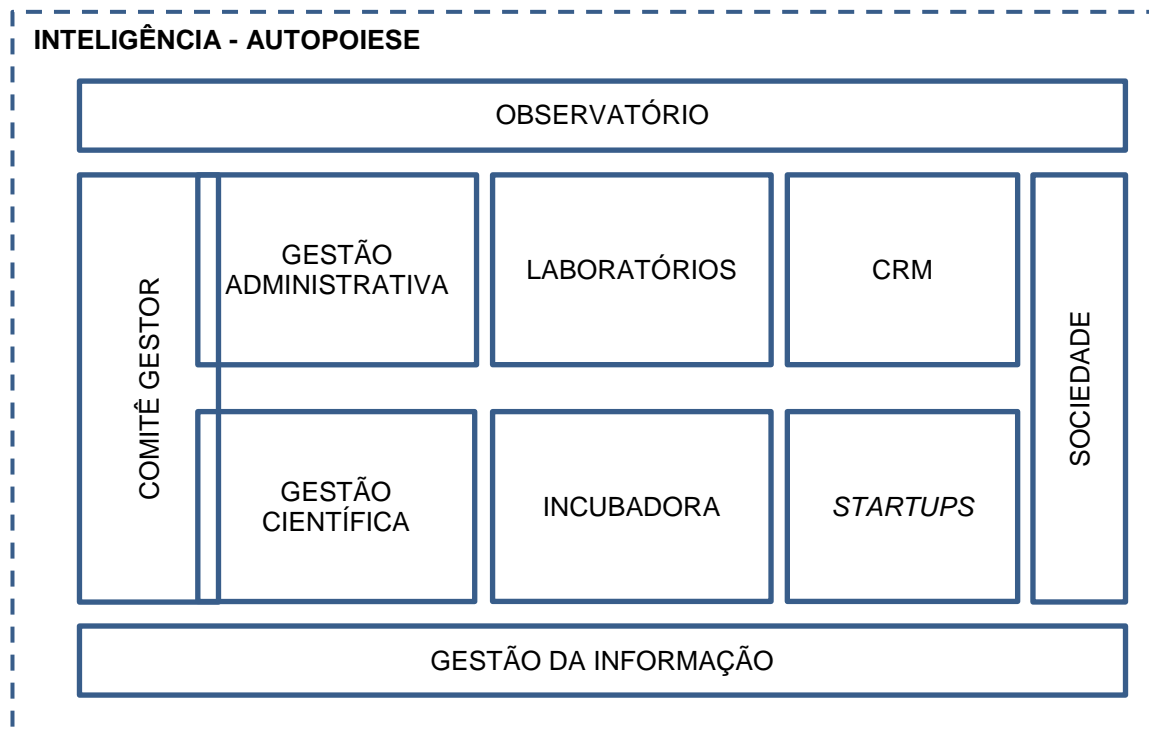 INTELIGÊNCIA - AUTOPOIESE
OBSERVATÓRIO
COMITÊ GESTOR
GESTÃO
ADMINISTRATIVA
LABORATÓRIOS
CRM
SOCIEDADE
GESTÃO
CIENTÍFICA
INCUBADORA
STARTUPS
GESTÃO DA INFORMAÇÃO